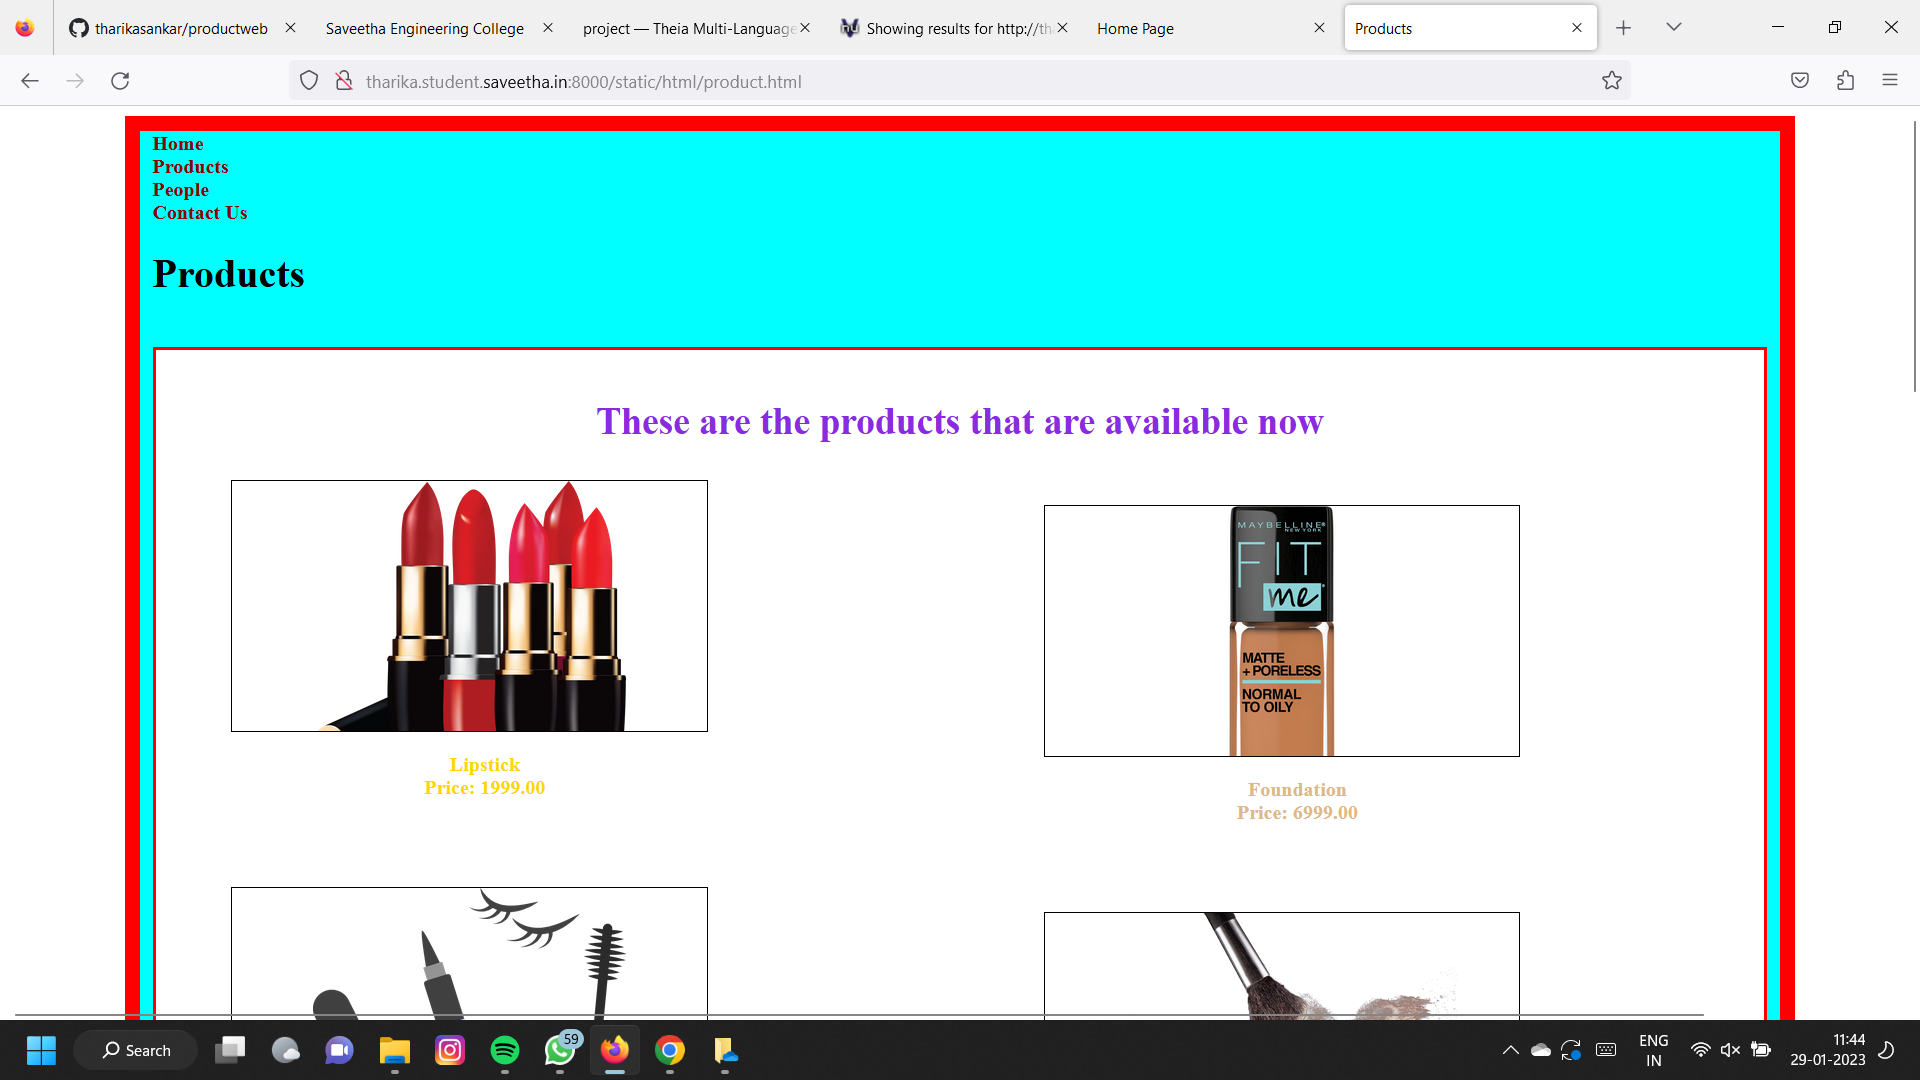 tharikasankar/productweb
Saveetha Engineering College
project — Theia Multi-Language
Showing results for http://th
Home Page
Products
tharika.student.saveetha.in:8000/static/html/product.html
Home
Products
People
Contact Us
Products
These are the products that are available now
MAYBELLINE
NEW YORK
FIT
me
MATTE
+ PORELESS
NORMAL
TO OILY
Lipstick
Price: 1999.00
Foundation
Price: 6999.00
Search
59
ENG
IN
11:44
29-01-2023